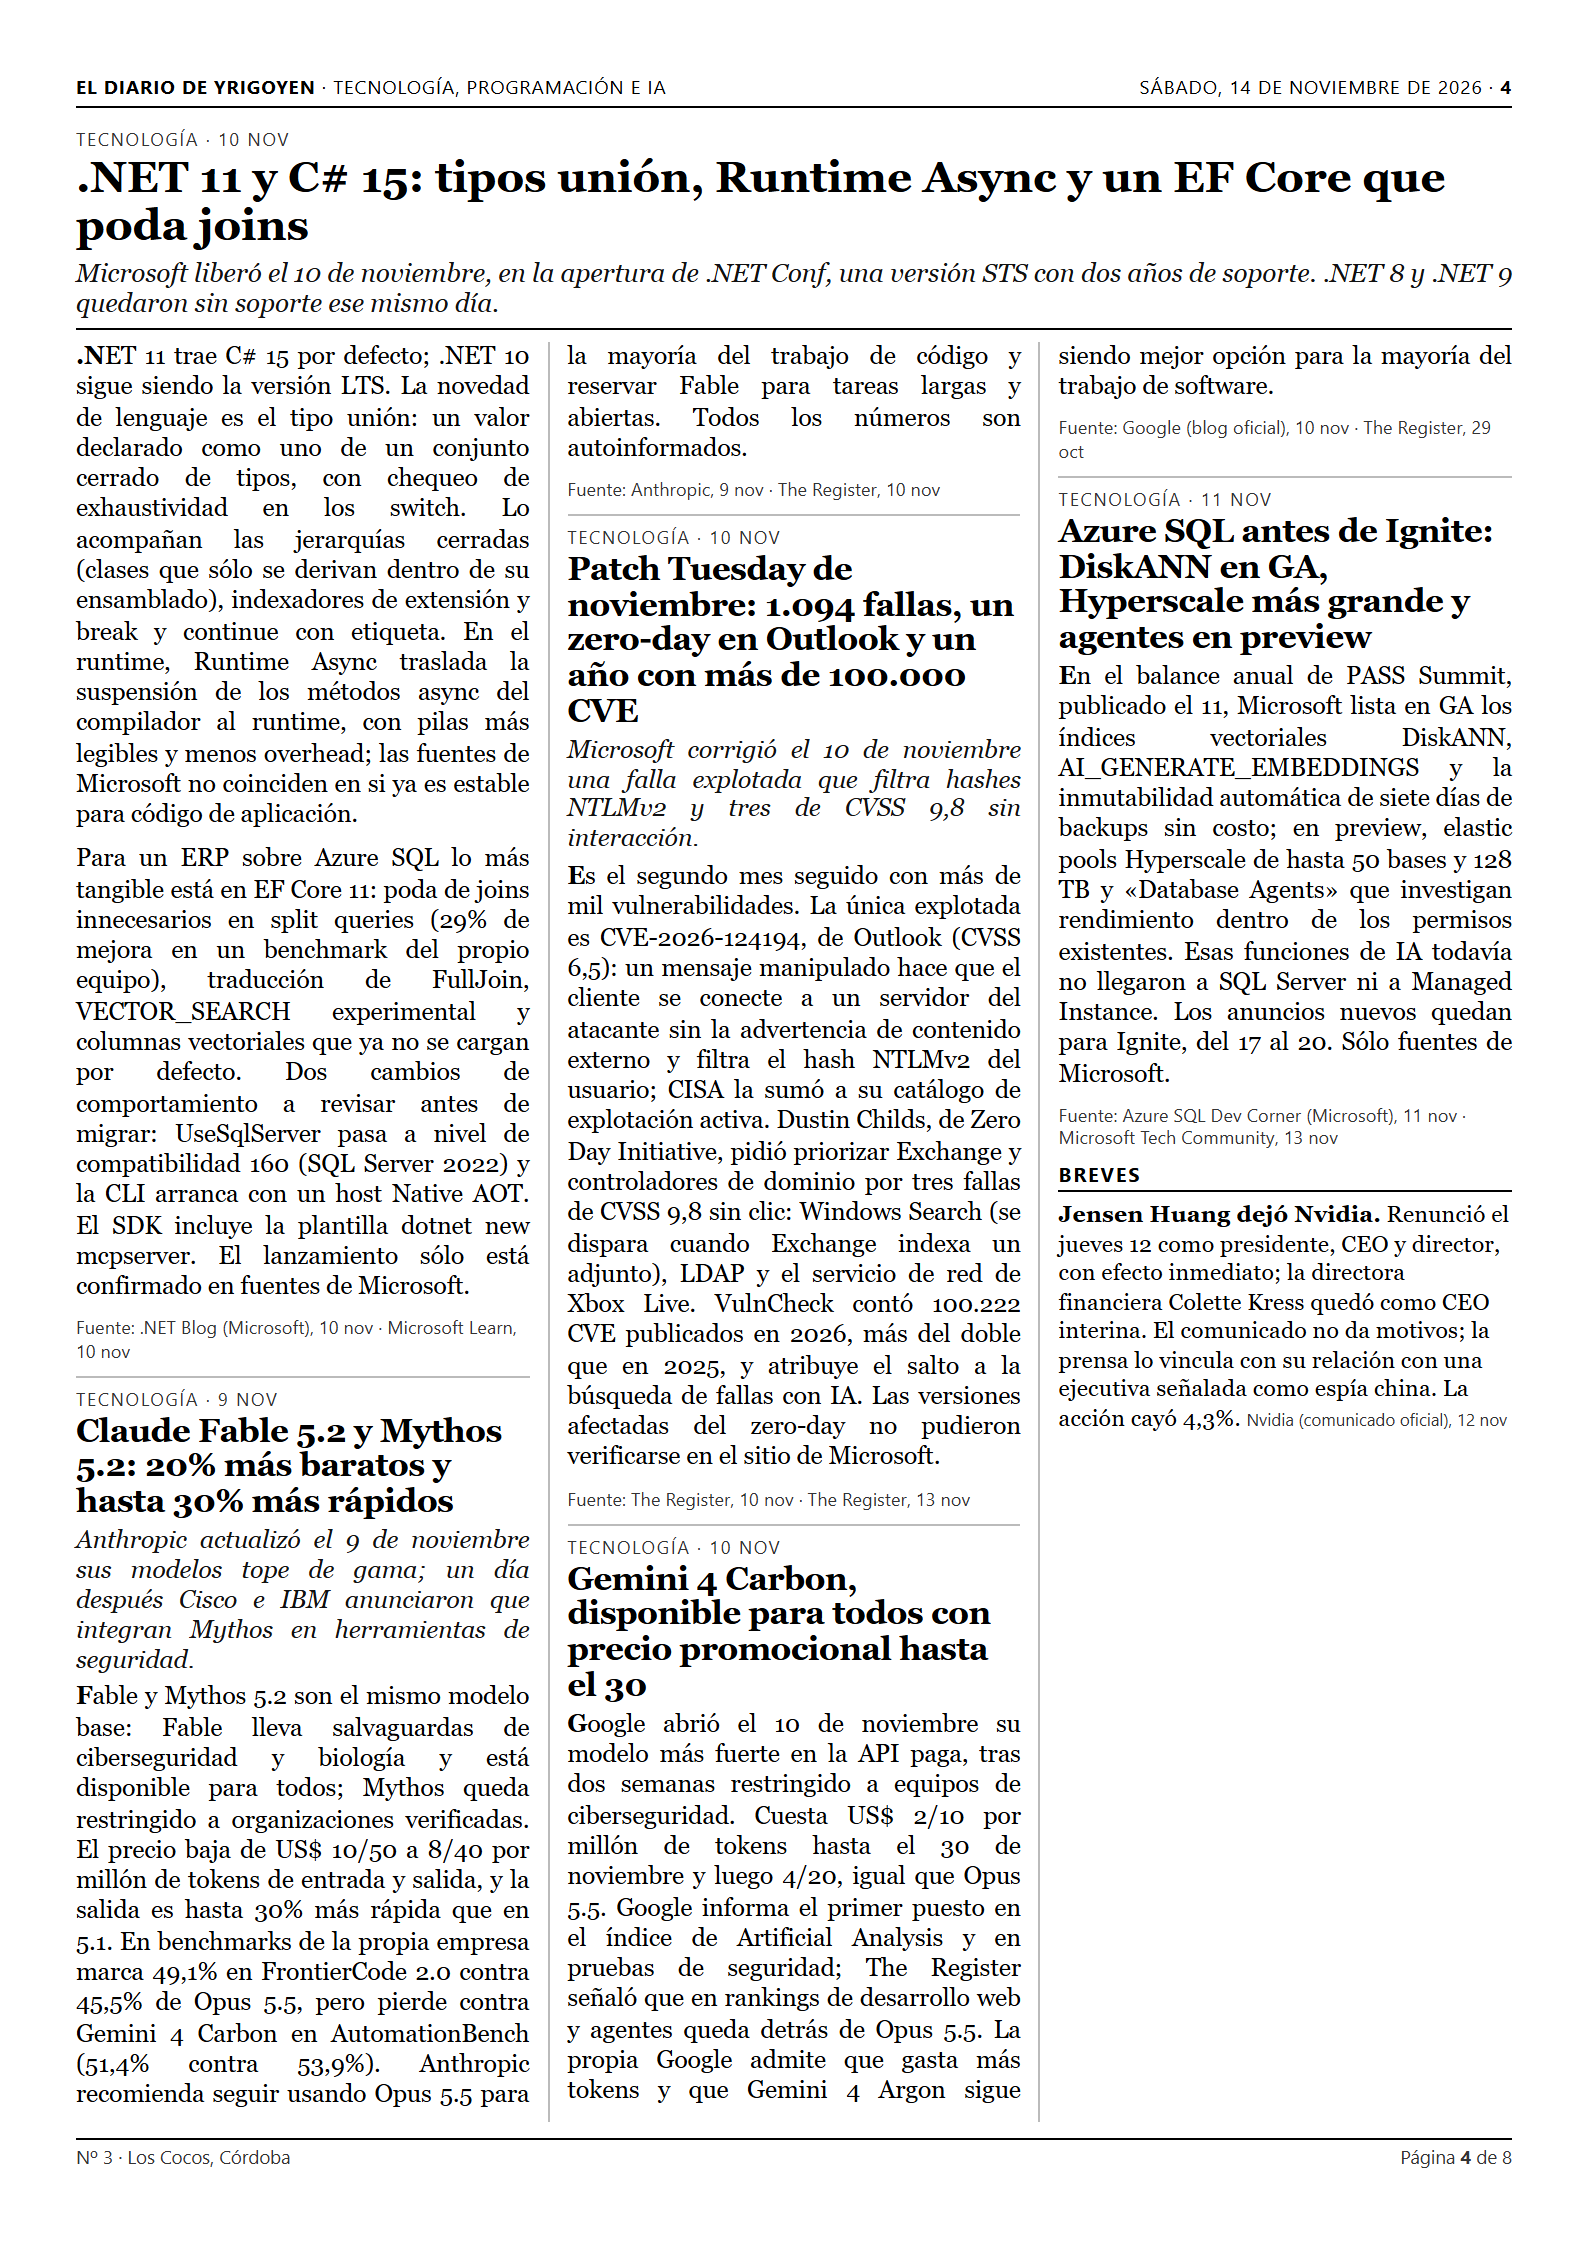 EL DIARIO DE YRIGOYEN · TECNOLOGÍA, PROGRAMACIÓN E IA
SÁBADO, 14 DE NOVIEMBRE DE 2026 · 4
TECNOLOGÍA · 10 NOV
.NET 11 y C# 15: tipos unión, Runtime Async y un EF Core que
poda joins
Microsoft liberó el 10 de noviembre, en la apertura de .NET Conf, una versión STS con dos años de soporte. .NET 8 y .NET 9
quedaron sin soporte ese mismo día.
.NET 11 trae C# 15 por defecto; .NET 10
sigue siendo la versión LTS. La novedad
de lenguaje es el tipo unión: un valor
declarado como uno de un conjunto
cerrado de tipos, con chequeo de
exhaustividad en los switch. Lo
acompañan las jerarquías cerradas
(clases que sólo se derivan dentro de su
ensamblado), indexadores de extensión y
break y continue con etiqueta. En el
runtime, Runtime Async traslada la
suspensión de los métodos async del
compilador al runtime, con pilas más
legibles y menos overhead; las fuentes de
Microsoft no coinciden en si ya es estable
para código de aplicación.
Para un ERP sobre Azure SQL lo más
tangible está en EF Core 11: poda de joins
innecesarios en split queries (29% de
mejora en un benchmark del propio
equipo), traducción de FullJoin,
VECTOR_SEARCH experimental y
columnas vectoriales que ya no se cargan
por defecto. Dos cambios de
comportamiento a revisar antes de
migrar: UseSqlServer pasa a nivel de
compatibilidad 160 (SQL Server 2022) y
la CLI arranca con un host Native AOT.
El SDK incluye la plantilla dotnet new
mcpserver. El lanzamiento sólo está
confirmado en fuentes de Microsoft.
Fuente: .NET Blog (Microsoft), 10 nov · Microsoft Learn,
10 nov
TECNOLOGÍA · 9 NOV
Claude Fable 5.2 y Mythos
5.2: 20% más baratos y
hasta 30% más rápidos
Anthropic actualizó el 9 de noviembre
sus modelos tope de gama; un día
después Cisco e IBM anunciaron que
integran Mythos en herramientas de
seguridad.
Fable y Mythos 5.2 son el mismo modelo
base: Fable lleva salvaguardas de
ciberseguridad y biología y está
disponible para todos; Mythos queda
restringido a organizaciones verificadas.
El precio baja de US$ 10/50 a 8/40 por
millón de tokens de entrada y salida, y la
salida es hasta 30% más rápida que en
5.1. En benchmarks de la propia empresa
marca 49,1% en FrontierCode 2.0 contra
45,5% de Opus 5.5, pero pierde contra
Gemini 4 Carbon en AutomationBench
(51,4% contra 53,9%). Anthropic
recomienda seguir usando Opus 5.5 para
la mayoría del trabajo de código y
reservar Fable para tareas largas y
abiertas. Todos los números son
autoinformados.
Fuente: Anthropic, 9 nov · The Register, 10 nov
TECNOLOGÍA · 10 NOV
Patch Tuesday de
noviembre: 1.094 fallas, un
zero-day en Outlook y un
año con más de 100.000
CVE
Microsoft corrigió el 10 de noviembre
una falla explotada que filtra hashes
NTLMv2 y tres de CVSS 9,8 sin
interacción.
Es el segundo mes seguido con más de
mil vulnerabilidades. La única explotada
es CVE-2026-124194, de Outlook (CVSS
6,5): un mensaje manipulado hace que el
cliente se conecte a un servidor del
atacante sin la advertencia de contenido
externo y filtra el hash NTLMv2 del
usuario; CISA la sumó a su catálogo de
explotación activa. Dustin Childs, de Zero
Day Initiative, pidió priorizar Exchange y
controladores de dominio por tres fallas
de CVSS 9,8 sin clic: Windows Search (se
dispara cuando Exchange indexa un
adjunto), LDAP y el servicio de red de
Xbox Live. VulnCheck contó 100.222
CVE publicados en 2026, más del doble
que en 2025, y atribuye el salto a la
búsqueda de fallas con IA. Las versiones
afectadas del zero-day no pudieron
verificarse en el sitio de Microsoft.
Fuente: The Register, 10 nov · The Register, 13 nov
TECNOLOGÍA · 10 NOV
Gemini 4 Carbon,
disponible para todos con
precio promocional hasta
el 30
Google abrió el 10 de noviembre su
modelo más fuerte en la API paga, tras
dos semanas restringido a equipos de
ciberseguridad. Cuesta US$ 2/10 por
millón de tokens hasta el 30 de
noviembre y luego 4/20, igual que Opus
5.5. Google informa el primer puesto en
el índice de Artificial Analysis y en
pruebas de seguridad; The Register
señaló que en rankings de desarrollo web
y agentes queda detrás de Opus 5.5. La
propia Google admite que gasta más
tokens y que Gemini 4 Argon sigue
siendo mejor opción para la mayoría del
trabajo de software.
Fuente: Google (blog oficial), 10 nov · The Register, 29
oct
TECNOLOGÍA · 11 NOV
Azure SQL antes de Ignite:
DiskANN en GA,
Hyperscale más grande y
agentes en preview
En el balance anual de PASS Summit,
publicado el 11, Microsoft lista en GA los
índices vectoriales DiskANN,
AI_GENERATE_EMBEDDINGS y la
inmutabilidad automática de siete días de
backups sin costo; en preview, elastic
pools Hyperscale de hasta 50 bases y 128
TB y «Database Agents» que investigan
rendimiento dentro de los permisos
existentes. Esas funciones de IA todavía
no llegaron a SQL Server ni a Managed
Instance. Los anuncios nuevos quedan
para Ignite, del 17 al 20. Sólo fuentes de
Microsoft.
Fuente: Azure SQL Dev Corner (Microsoft), 11 nov ·
Microsoft Tech Community, 13 nov
BREVES
Jensen Huang dejó Nvidia. Renunció el
jueves 12 como presidente, CEO y director,
con efecto inmediato; la directora
financiera Colette Kress quedó como CEO
interina. El comunicado no da motivos; la
prensa lo vincula con su relación con una
ejecutiva señalada como espía china. La
acción cayó 4,3%. Nvidia (comunicado oficial), 12 nov
Nº 3 · Los Cocos, Córdoba
Página 4 de 8